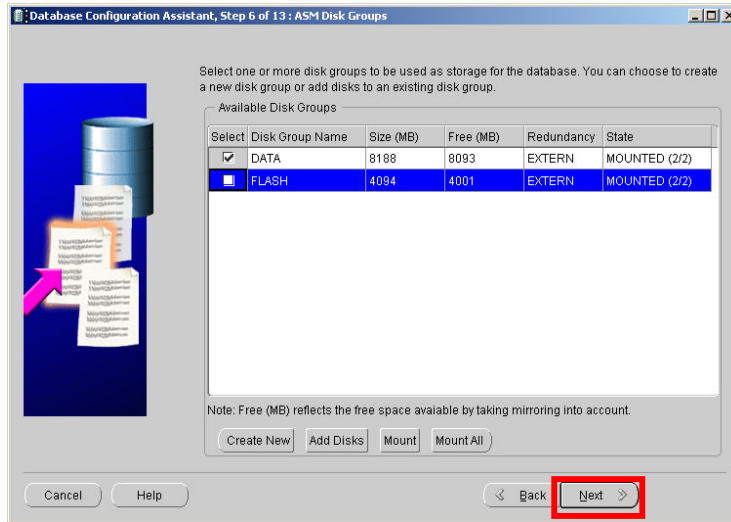 Database Configuration Assistant, Step 6 of 13 : ASM Disk Groups
Select one or more disk groups to be used as storage for the database. You can choose to create
a new disk group or add disks to an existing disk group.
Available Disk Groups
Select Disk Group Name Size (MB) Free (MB) Redundancy State
DATA 8188 8093 EXTERN MOUNTED (2/2)
FLASH 4094 4001 EXTERN MOUNTED (2/2)
Note: Free (MB) reflects the free space avaiable by taking mirroring into account.
Create New Add Disks Mount Mount All
Cancel Help Back Next